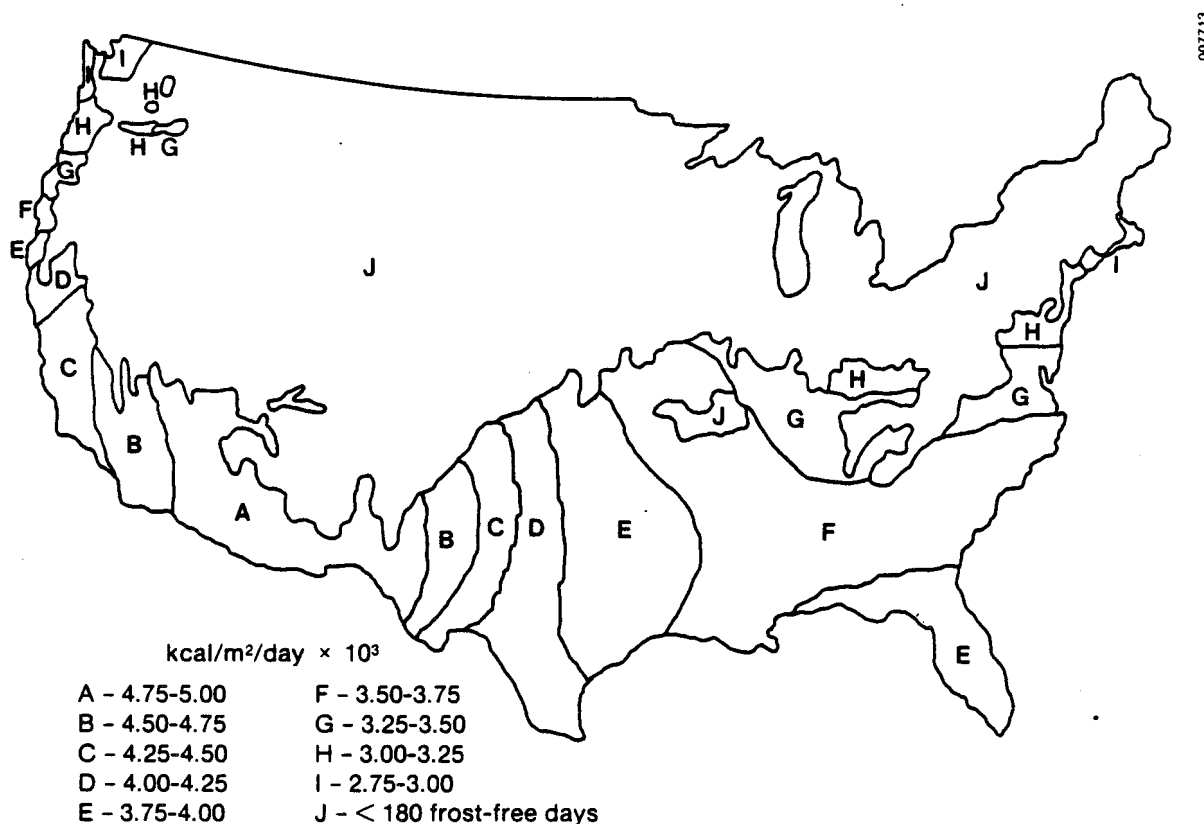 007713
I
I
H
H
H G
G
F
E
D
J
J
I
H
C
H
G
J
G
B
A
B
C
D
E
F
E
kcal/m²/day × 10³
A – 4.75-5.00 F – 3.50-3.75
B – 4.50-4.75 G – 3.25-3.50
C – 4.25-4.50 H – 3.00-3.25
D – 4.00-4.25 I – 2.75-3.00
E – 3.75-4.00 J – < 180 frost-free days